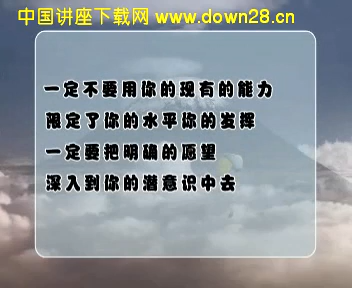 中国讲座下载网 www.down28.cn
一定不要用你的现有的能力
限定了你的水平你的发挥
一定要把明确的愿望
深入到你的潜意识中去